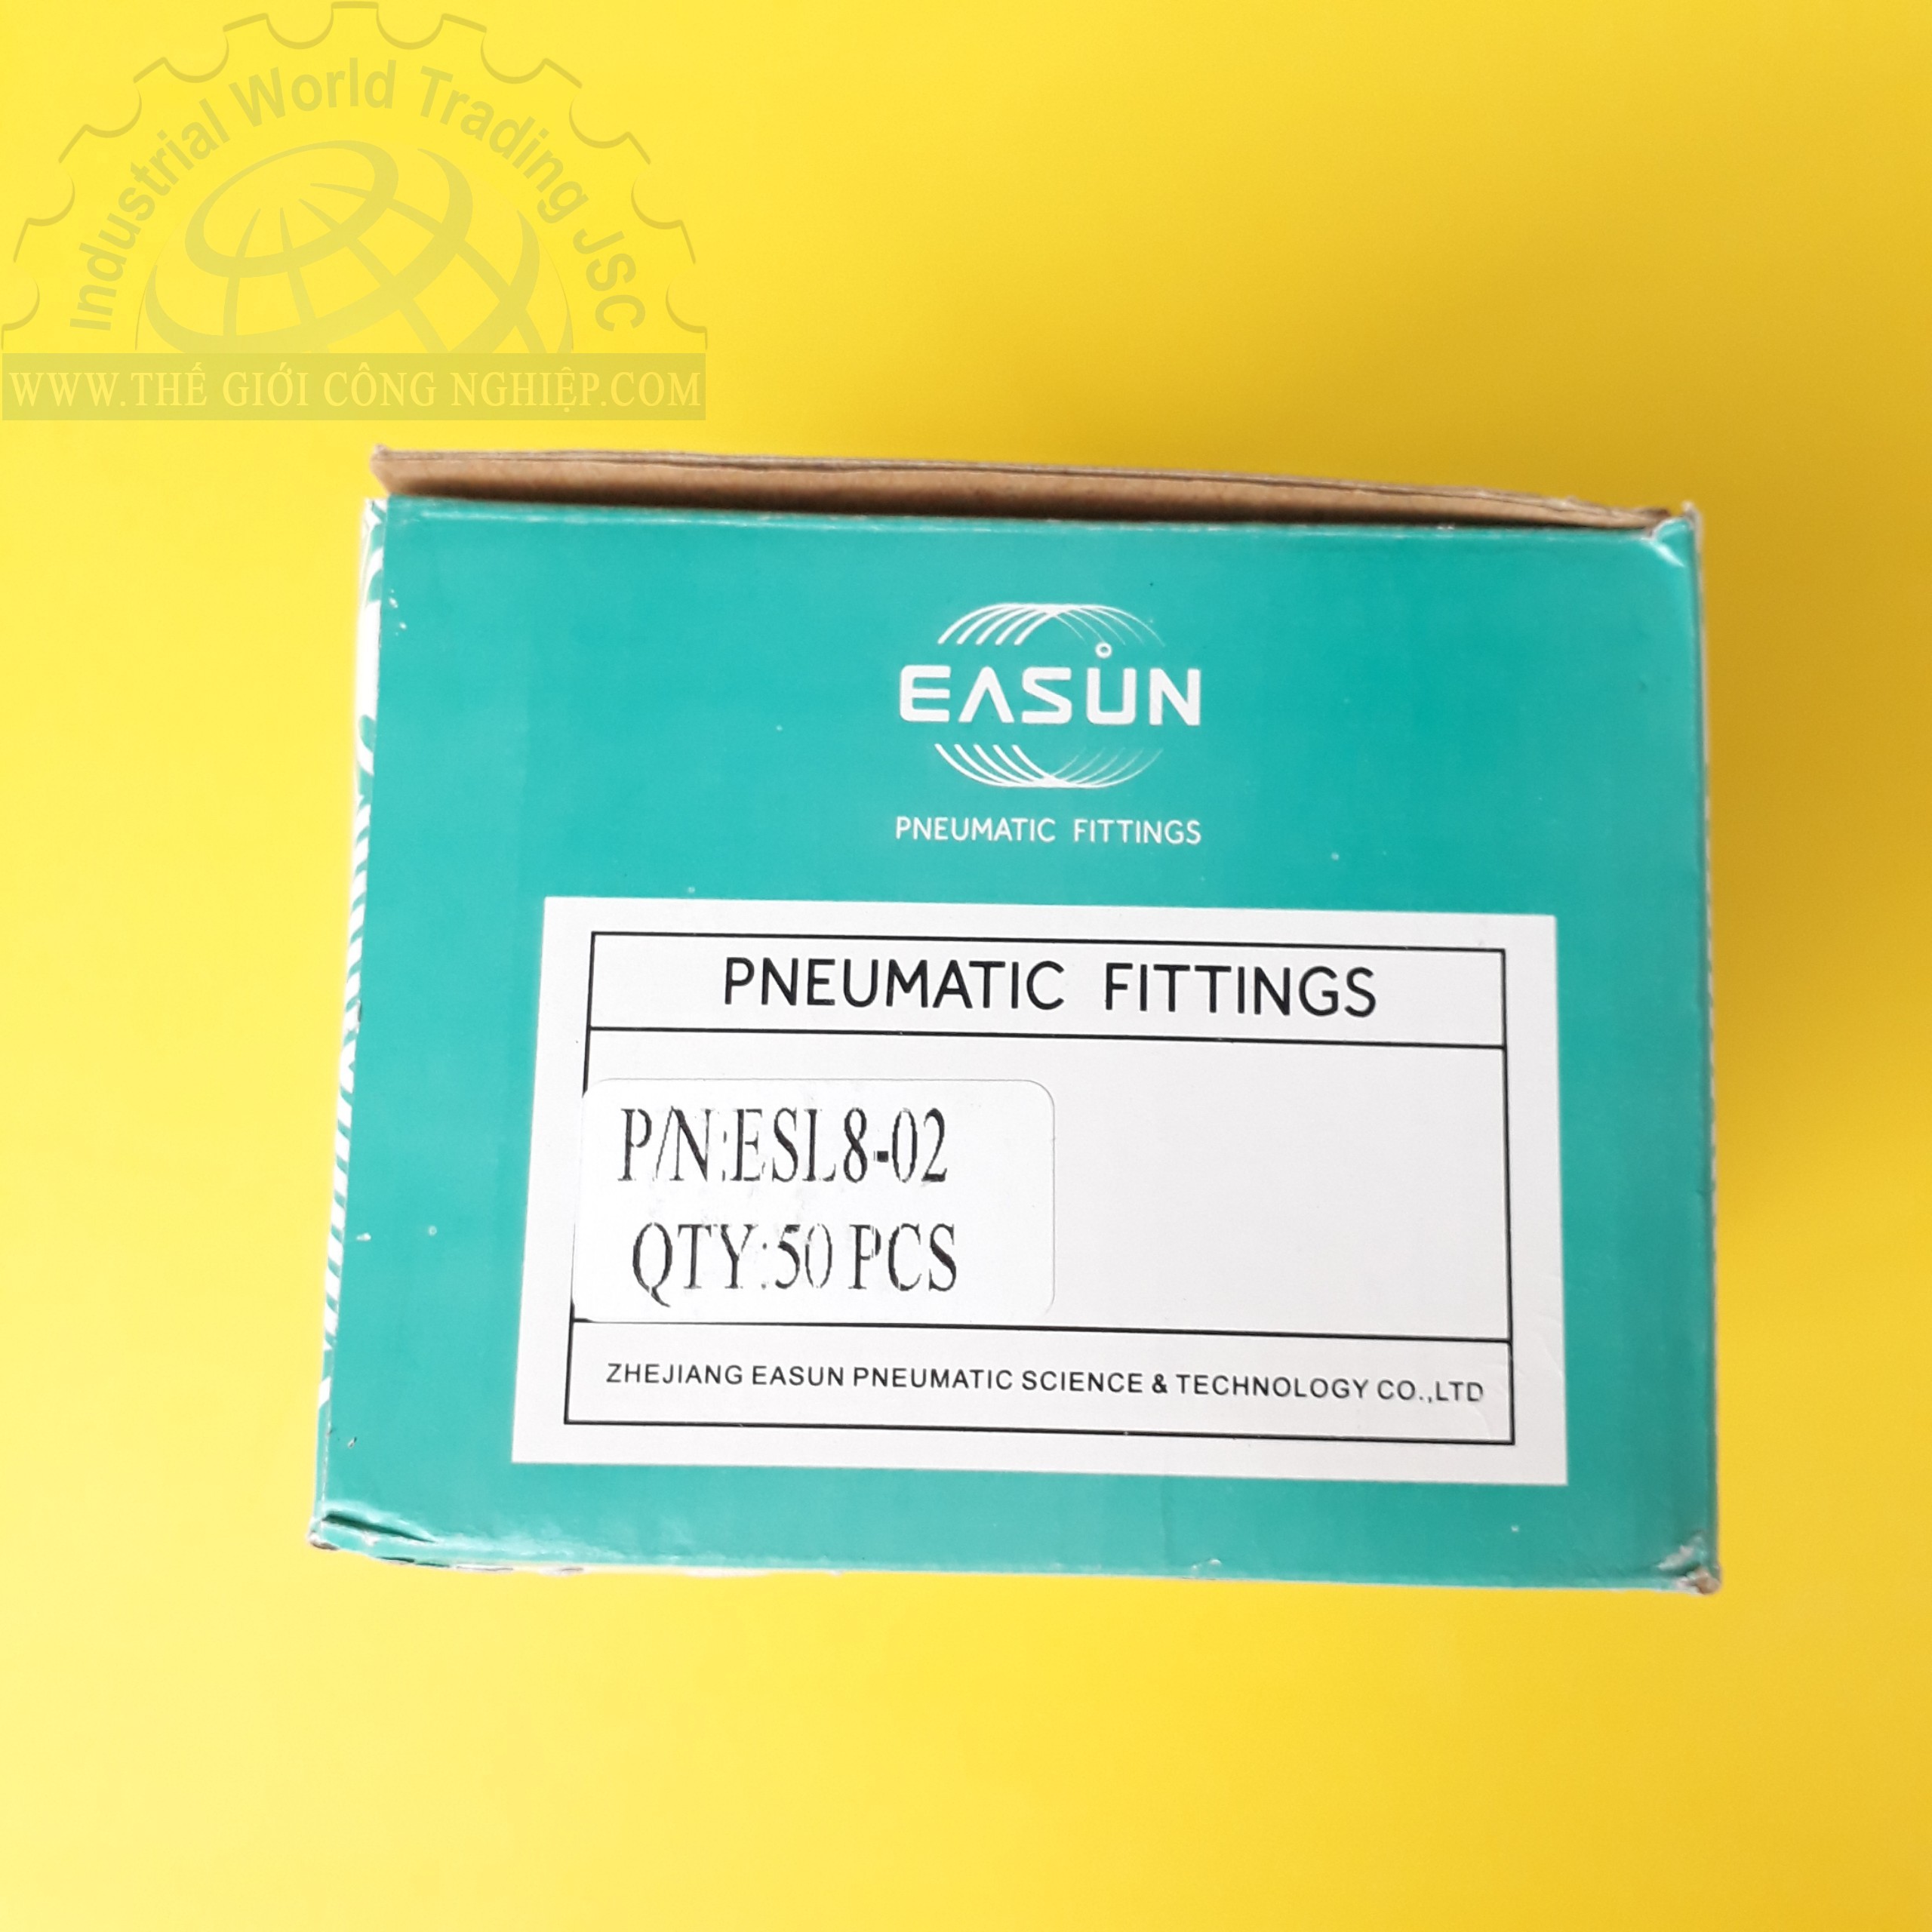 Industrial World Trading JSC
WWW.THẾ GIỚI CÔNG NGHIỆP.COM
EASUN
PNEUMATIC FITTINGS
PNEUMATIC FITTINGS
P/N:ESL8-02
QTY:50 PCS
ZHEJIANG EASUN PNEUMATIC SCIENCE & TECHNOLOGY CO.,LTD